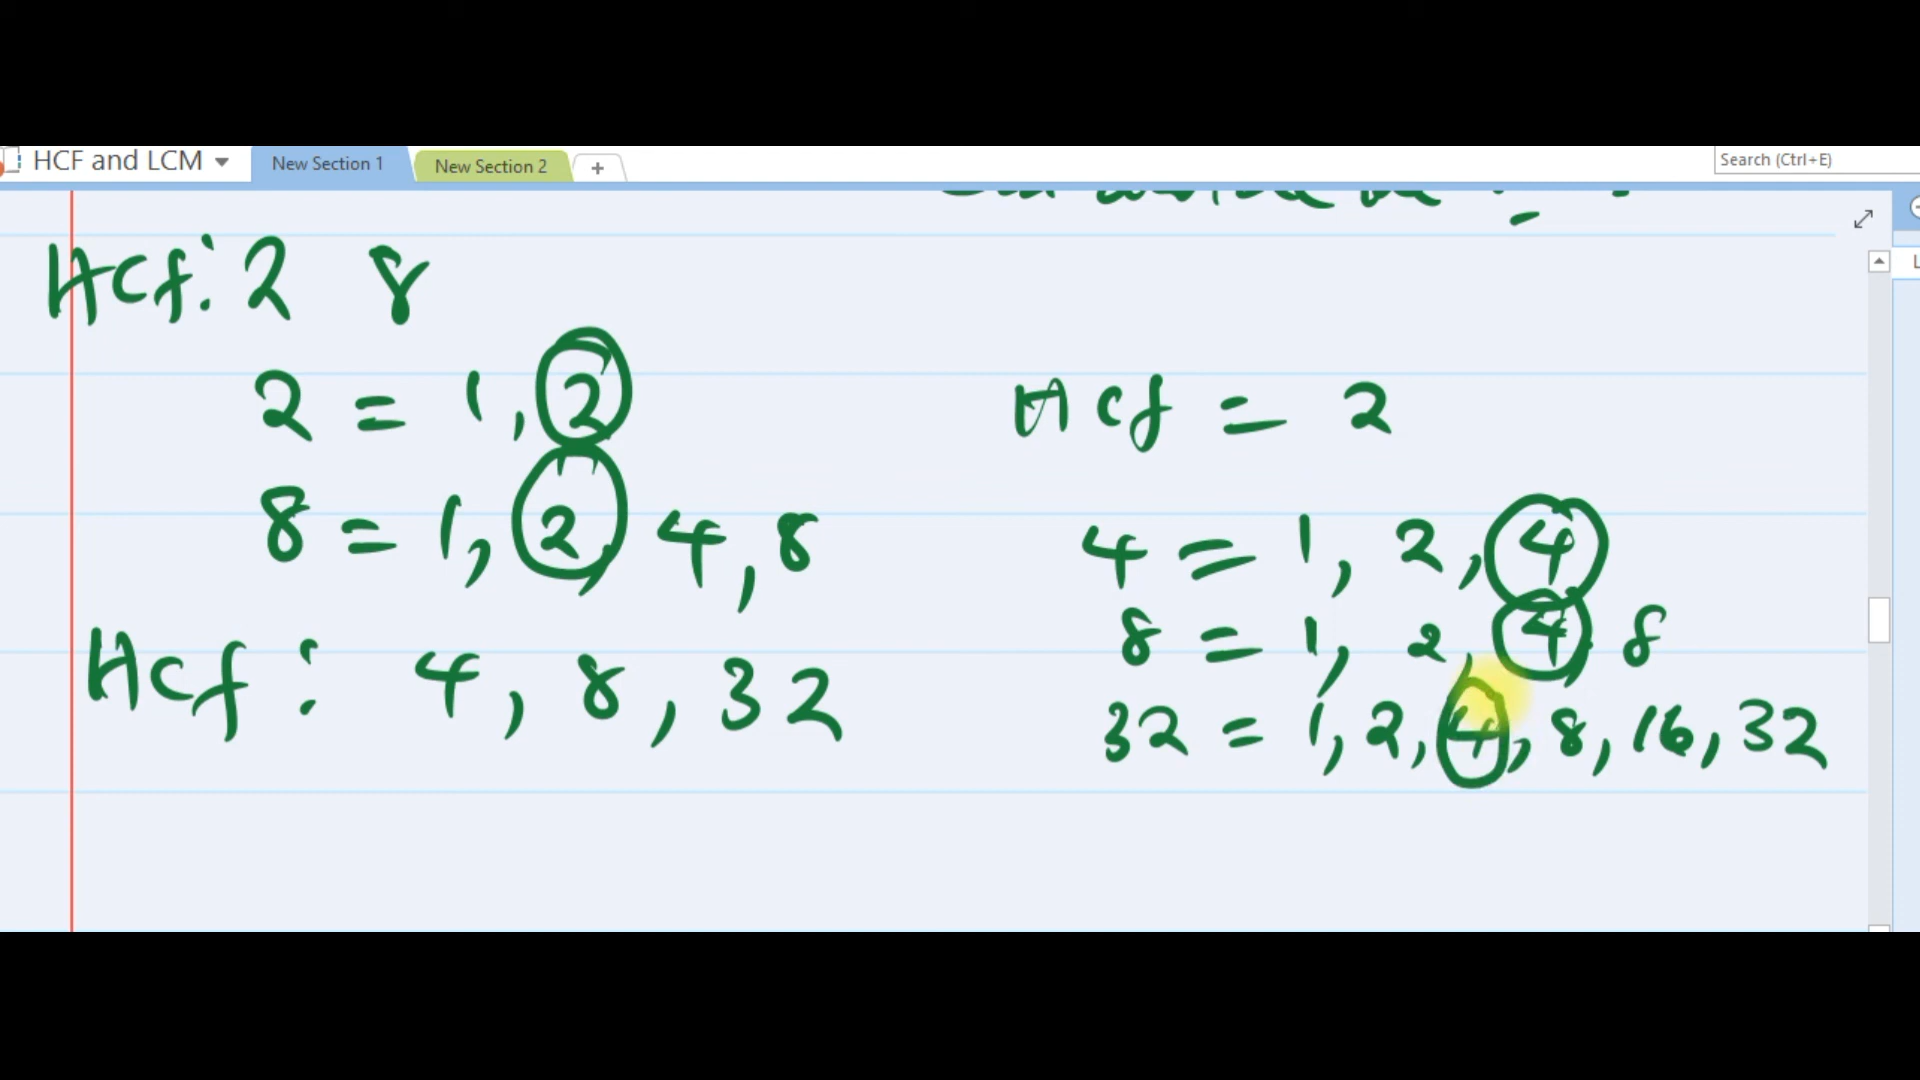 HCF and LCM
New Section 1
New Section 2
+
Search (Ctrl+E)
Hcf: 2 8
2 = 1, 2
8 = 1, 2, 4, 8
Hcf : 4, 8, 32
Hcf = 2
4 = 1, 2, 4
8 = 1, 2, 4, 8
32 = 1, 2, 4, 8, 16, 32